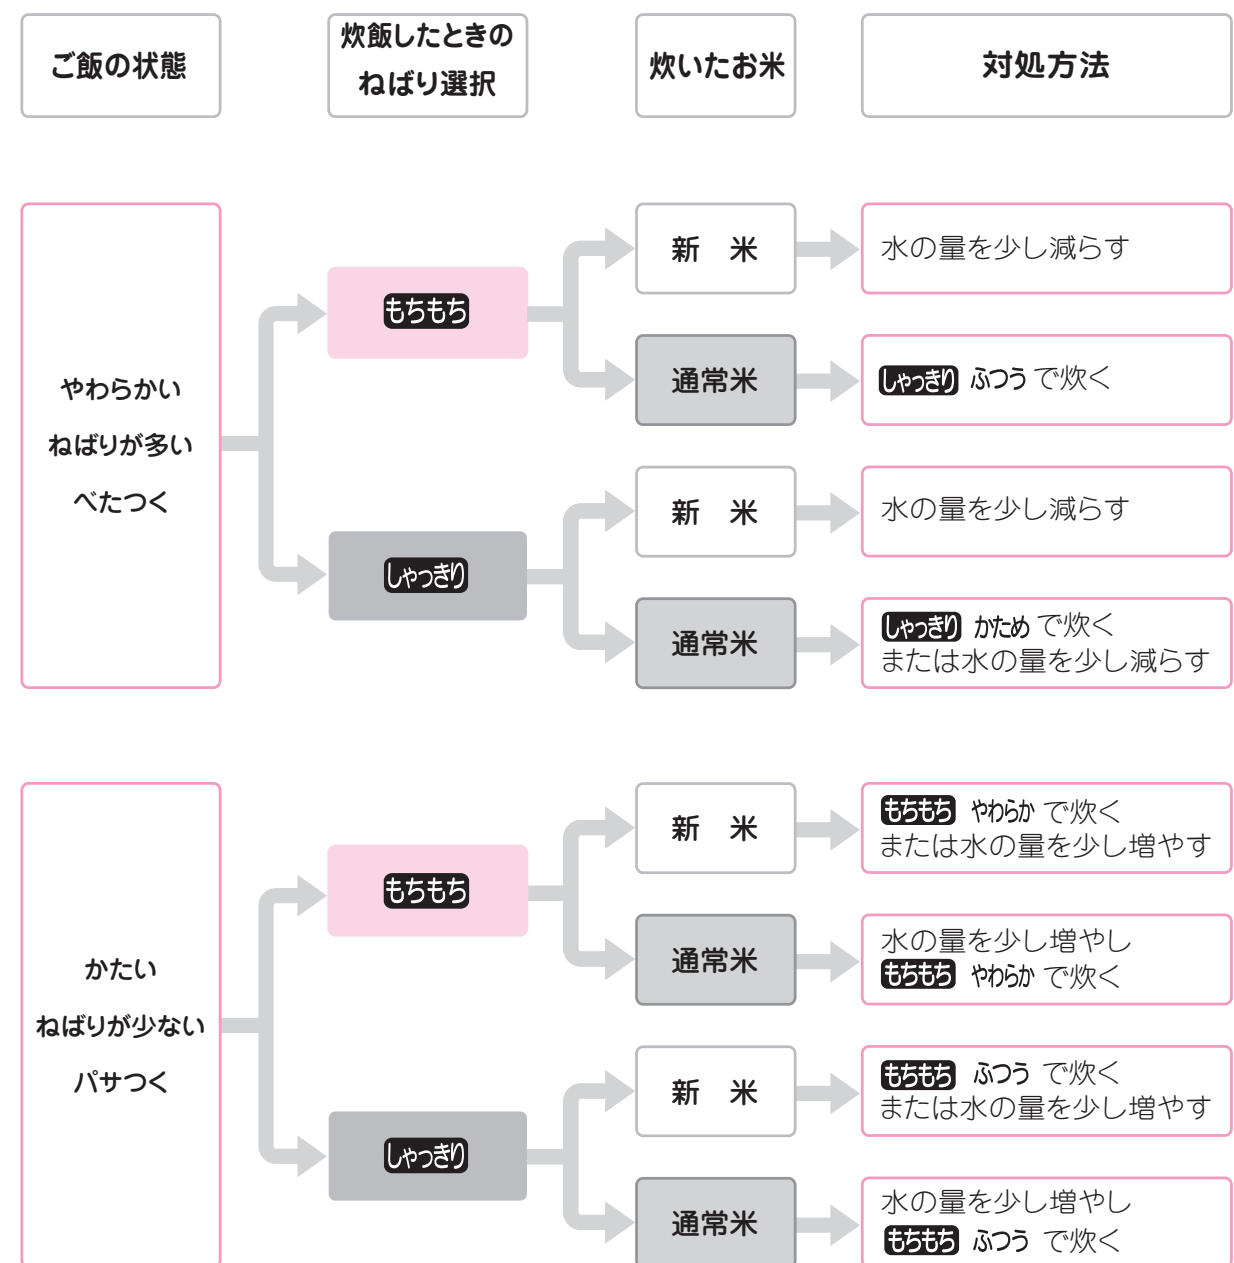 ご飯の状態
炊飯したときの
ねばり選択
炊いたお米
対処方法
やわらかい
ねばりが多い
べたつく
もちもち
新 米
水の量を少し減らす
通常米
しゃっきり ふつう で炊く
しゃっきり
新 米
水の量を少し減らす
通常米
しゃっきり かため で炊く
または水の量を少し減らす
かたい
ねばりが少ない
パサつく
もちもち
新 米
もちもち やわらか で炊く
または水の量を少し増やす
通常米
水の量を少し増やし
もちもち やわらか で炊く
しゃっきり
新 米
もちもち ふつう で炊く
または水の量を少し増やす
通常米
水の量を少し増やし
もちもち ふつう で炊く